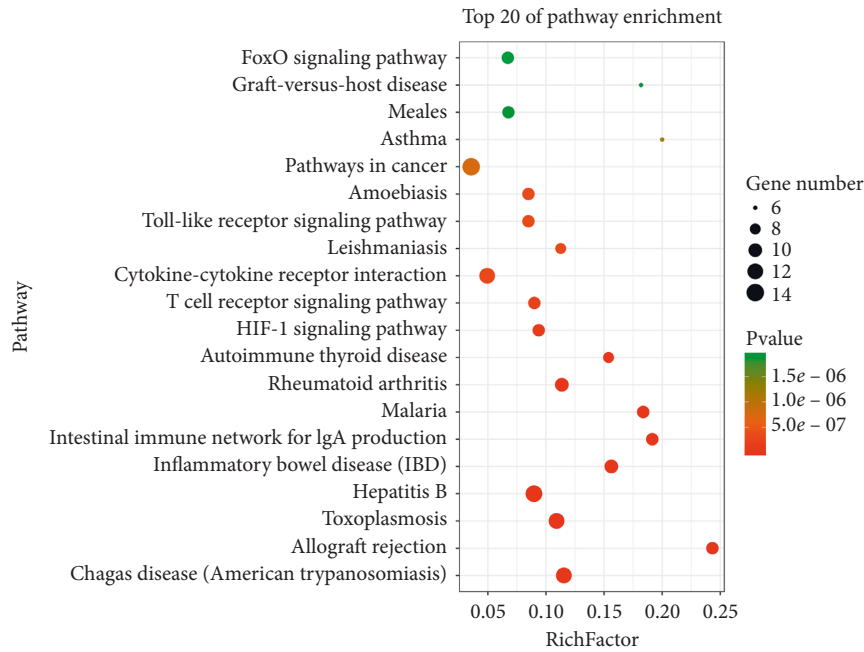 Top 20 of pathway enrichment
FoxO signaling pathway
Graft-versus-host disease
Meales
Asthma
Pathways in cancer
Amoebiasis
Toll-like receptor signaling pathway
Leishmaniasis
Cytokine-cytokine receptor interaction
T cell receptor signaling pathway
HIF-1 signaling pathway
Autoimmune thyroid disease
Rheumatoid arthritis
Malaria
Intestinal immune network for lgA production
Inflammatory bowel disease (IBD)
Hepatitis B
Toxoplasmosis
Allograft rejection
Chagas disease (American trypanosomiasis)
Pathway
0.05 0.10 0.15 0.20 0.25
RichFactor
Gene number
6
8
10
12
14
Pvalue
1.5e – 06
1.0e – 06
5.0e – 07